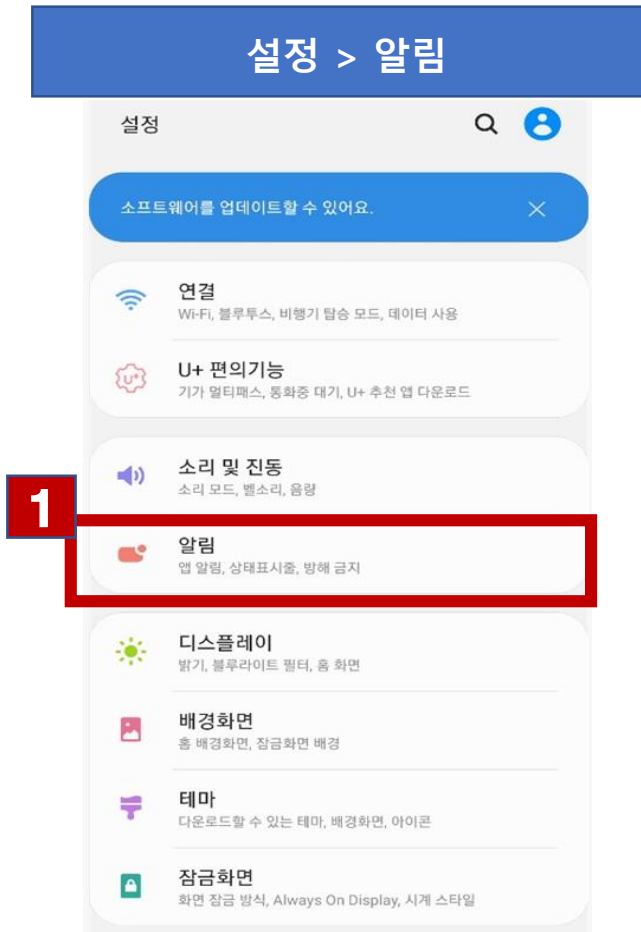 설정 > 알림
설정
소프트웨어를 업데이트할 수 있어요.
연결
Wi-Fi, 블루투스, 비행기 탑승 모드, 데이터 사용
U+
U+ 편의기능
기가 멀티패스, 통화중 대기, U+ 추천 앱 다운로드
소리 및 진동
소리 모드, 벨소리, 음량
1
알림
앱 알림, 상태표시줄, 방해 금지
디스플레이
밝기, 블루라이트 필터, 홈 화면
배경화면
홈 배경화면, 잠금화면 배경
테마
다운로드할 수 있는 테마, 배경화면, 아이콘
잠금화면
화면 잠금 방식, Always On Display, 시계 스타일